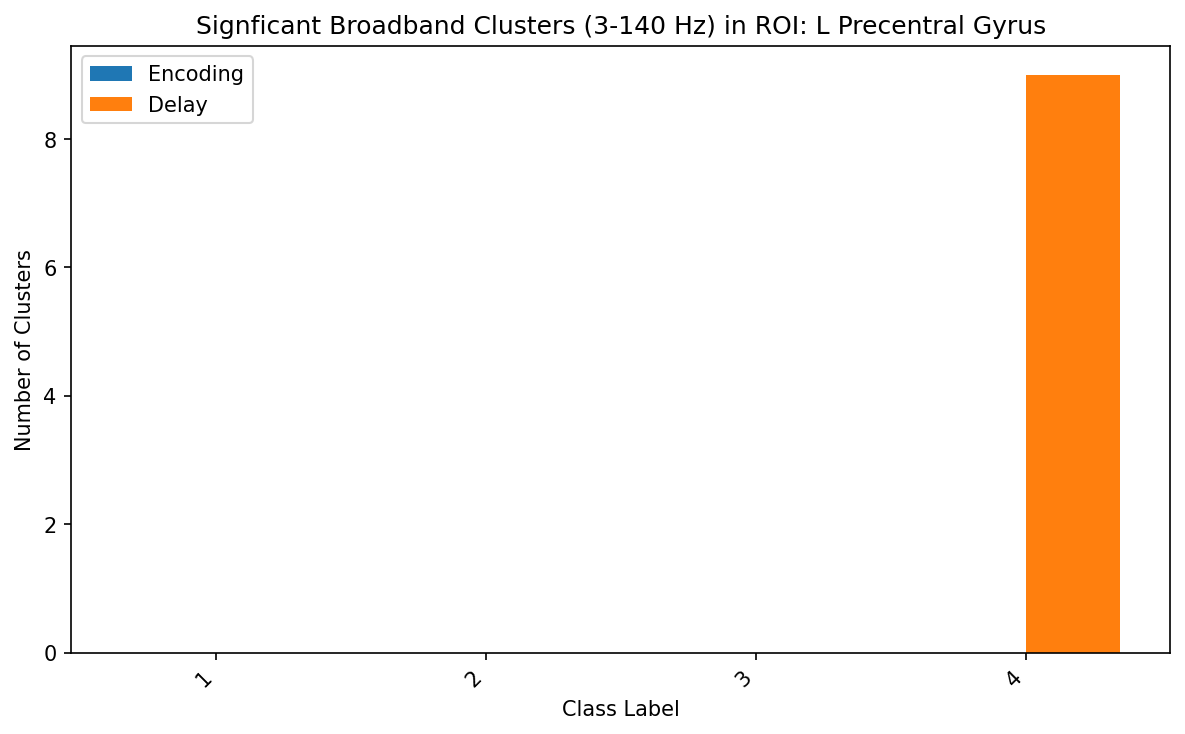 Signficant Broadband Clusters (3-140 Hz) in ROI: L Precentral Gyrus
Encoding
Delay
Number of Clusters
8
6
4
2
0
1
2
3
4
Class Label